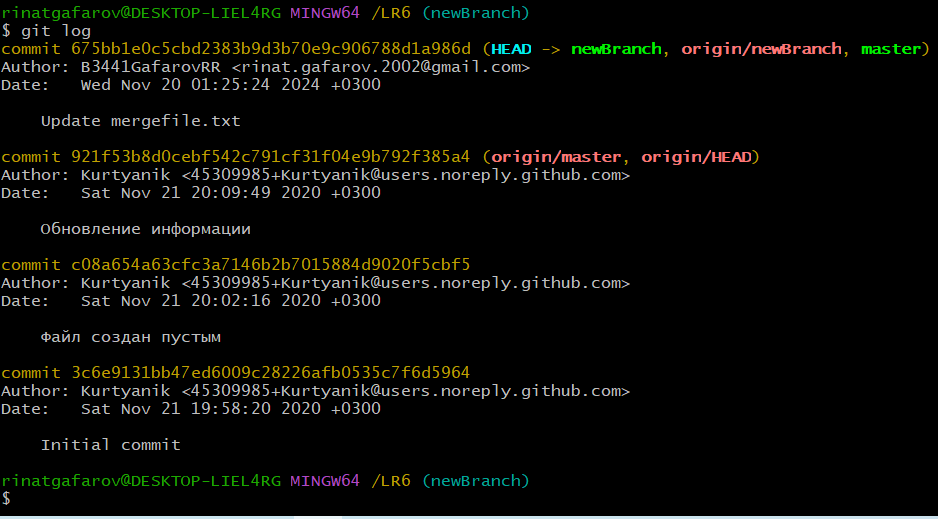 rinatgafarov@DESKTOP-LIEL4RG MINGW64 /LR6 (newBranch)
$ git log
commit 675bb1e0c5cbd2383b9d3b70e9c906788d1a986d (HEAD -> newBranch, origin/newBranch, master)
Author: B3441GafarovRR <rinat.gafarov.2002@gmail.com>
Date:   Wed Nov 20 01:25:24 2024 +0300
    Update mergefile.txt
commit 921f53b8d0cebf542c791cf31f04e9b792f385a4 (origin/master, origin/HEAD)
Author: Kurtyanik <45309985+Kurtyanik@users.noreply.github.com>
Date:   Sat Nov 21 20:09:49 2020 +0300
    Обновление информации
commit c08a654a63cfc3a7146b2b7015884d9020f5cbf5
Author: Kurtyanik <45309985+Kurtyanik@users.noreply.github.com>
Date:   Sat Nov 21 20:02:16 2020 +0300
    Файл создан пустым
commit 3c6e9131bb47ed6009c28226afb0535c7f6d5964
Author: Kurtyanik <45309985+Kurtyanik@users.noreply.github.com>
Date:   Sat Nov 21 19:58:20 2020 +0300
    Initial commit
rinatgafarov@DESKTOP-LIEL4RG MINGW64 /LR6 (newBranch)
$